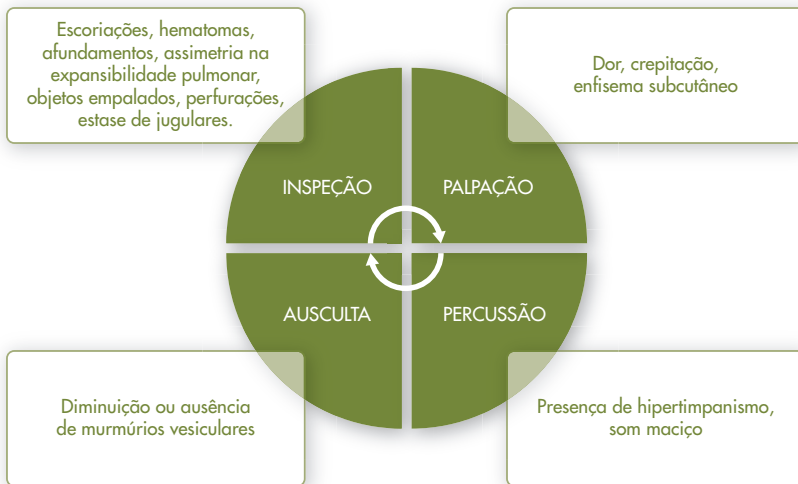 Escoriações, hematomas,
afundamentos, assimetria na
expansibilidade pulmonar,
objetos empalados, perfurações,
estase de jugulares.
Dor, crepitação,
enfisema subcutâneo
INSPEÇÃO
PALPAÇÃO
AUSCULTA
PERCUSSÃO
Diminuição ou ausência
de murmúrios vesiculares
Presença de hipertimpanismo,
som maciço